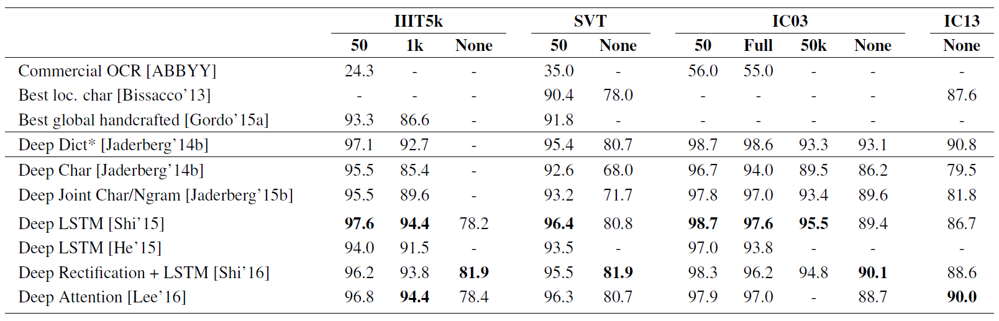 IIIT5k SVT IC03 IC13
50 1k None 50 None 50 Full 50k None None
Commercial OCR [ABBYY] 24.3 - - 35.0 - 56.0 55.0 - - -
Best loc. char [Bissacco’13] - - - 90.4 78.0 - - - - 87.6
Best global handcrafted [Gordo’15a] 93.3 86.6 - 91.8 - - - - - -
Deep Dict* [Jaderberg’14b] 97.1 92.7 - 95.4 80.7 98.7 98.6 93.3 93.1 90.8
Deep Char [Jaderberg’14b] 95.5 85.4 - 92.6 68.0 96.7 94.0 89.5 86.2 79.5
Deep Joint Char/Ngram [Jaderberg’15b] 95.5 89.6 - 93.2 71.7 97.8 97.0 93.4 89.6 81.8
Deep LSTM [Shi’15] 97.6 94.4 78.2 96.4 80.8 98.7 97.6 95.5 89.4 86.7
Deep LSTM [He’15] 94.0 91.5 - 93.5 - 97.0 93.8 - - -
Deep Rectification + LSTM [Shi’16] 96.2 93.8 81.9 95.5 81.9 98.3 96.2 94.8 90.1 88.6
Deep Attention [Lee’16] 96.8 94.4 78.4 96.3 80.7 97.9 97.0 - 88.7 90.0